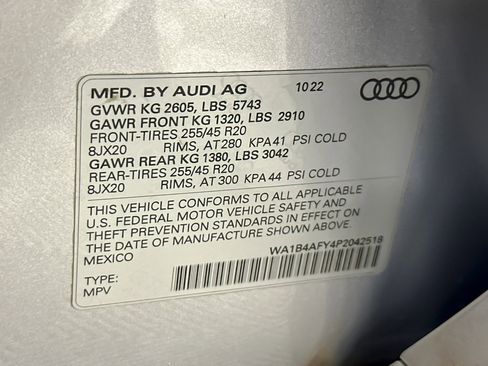 MFD. BY AUDI AG 10 22
GVWR KG 2605, LBS 5743
GAWR FRONT KG 1320, LBS 2910
FRONT-TIRES 255/45 R20
8JX20 RIMS, AT 280 KPA 41 PSI COLD
GAWR REAR KG 1380, LBS 3042
REAR-TIRES 255/45 R20
8JX20 RIMS, AT 300 KPA 44 PSI COLD
THIS VEHICLE CONFORMS TO ALL APPLICABLE
U.S. FEDERAL MOTOR VEHICLE SAFETY AND
THEFT PREVENTION STANDARDS IN EFFECT ON
THE DATE OF MANUFACTURE SHOWN ABOVE.
MEXICO WA1B4AFY4P2042518
TYPE:
MPV